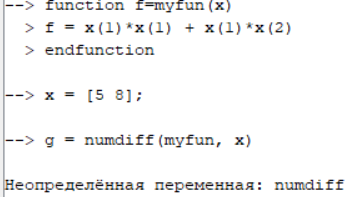 --> function f=myfun(x)
> f = x(1)*x(1) + x(1)*x(2)
> endfunction
--> x = [5 8];
--> g = numdiff(myfun, x)
Неопределённая переменная: numdiff